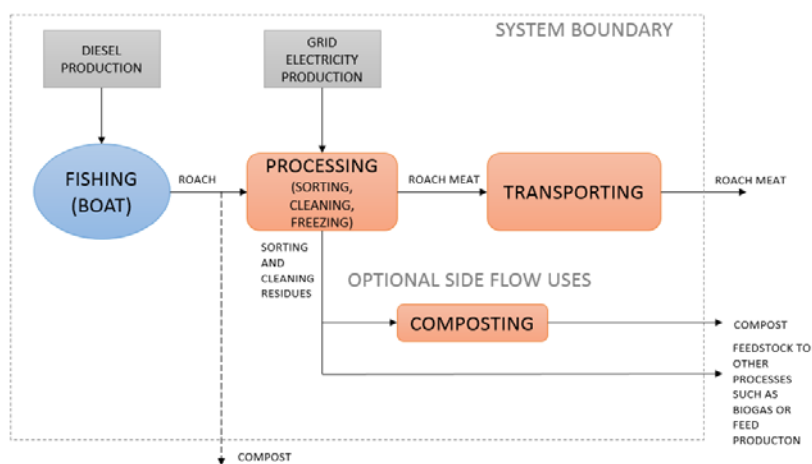 SYSTEM BOUNDARY
DIESEL
PRODUCTION
GRID
ELECTRICITY
PRODUCTION
FISHING
(BOAT)
ROACH
PROCESSING
(SORTING,
CLEANING,
FREEZING)
ROACH MEAT
TRANSPORTING
ROACH MEAT
SORTING
AND
CLEANING
RESIDUES
OPTIONAL SIDE FLOW USES
COMPOSTING
COMPOST
FEEDSTOCK TO
OTHER
PROCESSES
SUCH AS
BIOGAS OR
FEED
PRODUCTON
COMPOST